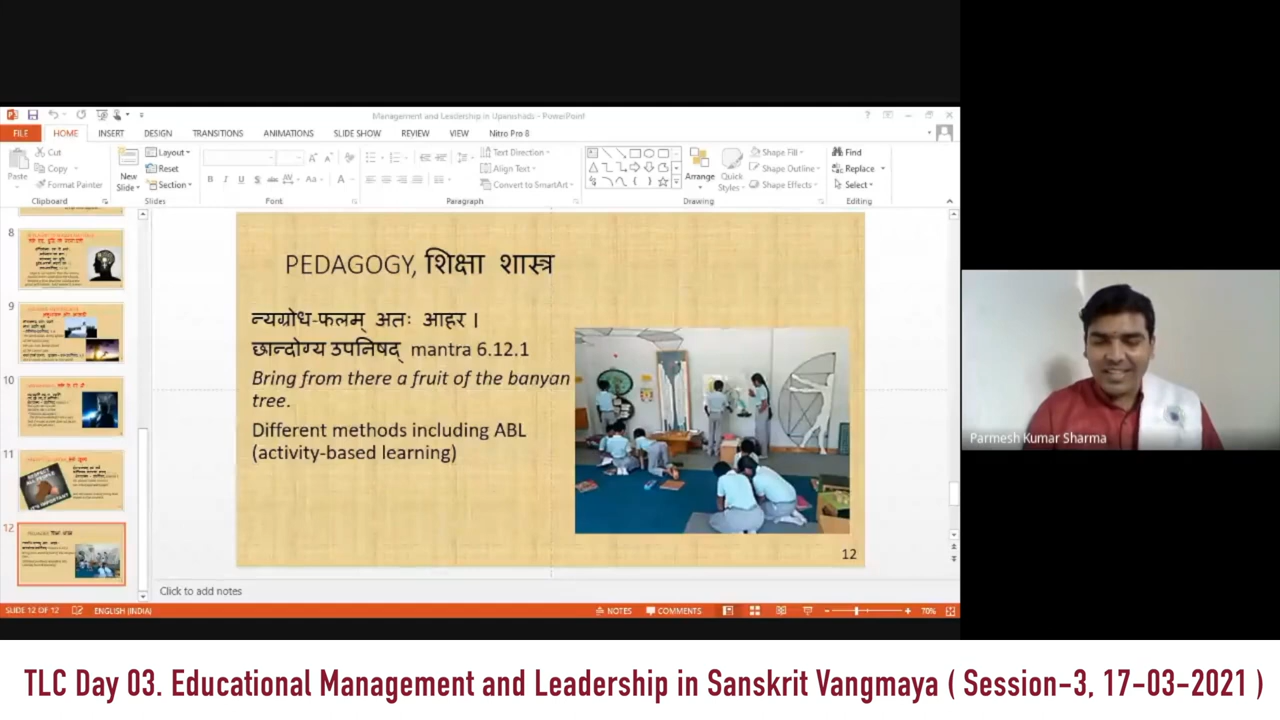 Management and Leadership in Upanishads - PowerPoint
FILE HOME INSERT DESIGN TRANSITIONS ANIMATIONS SLIDE SHOW REVIEW VIEW Nitro Pro 8
Paste
Cut
Copy
Format Painter
Clipboard
New
Slide
Layout
Reset
Section
Slides
Font
Text Direction
Align Text
Convert to SmartArt
Paragraph
Arrange
Quick
Styles
Shape Fill
Shape Outline
Shape Effects
Drawing
Find
Replace
Select
Editing
8
9
10
11
12
PEDAGOGY, शिक्षा शास्त्र
न्यग्रोध-फलम् अतः आहर ।
छान्दोग्य उपनिषद् mantra 6.12.1
Bring from there a fruit of the banyan
tree.
Different methods including ABL
(activity-based learning)
12
Click to add notes
SLIDE 12 OF 12 ENGLISH (INDIA) NOTES COMMENTS 70%
Parmesh Kumar Sharma
TLC Day 03. Educational Management and Leadership in Sanskrit Vangmaya ( Session-3, 17-03-2021 )